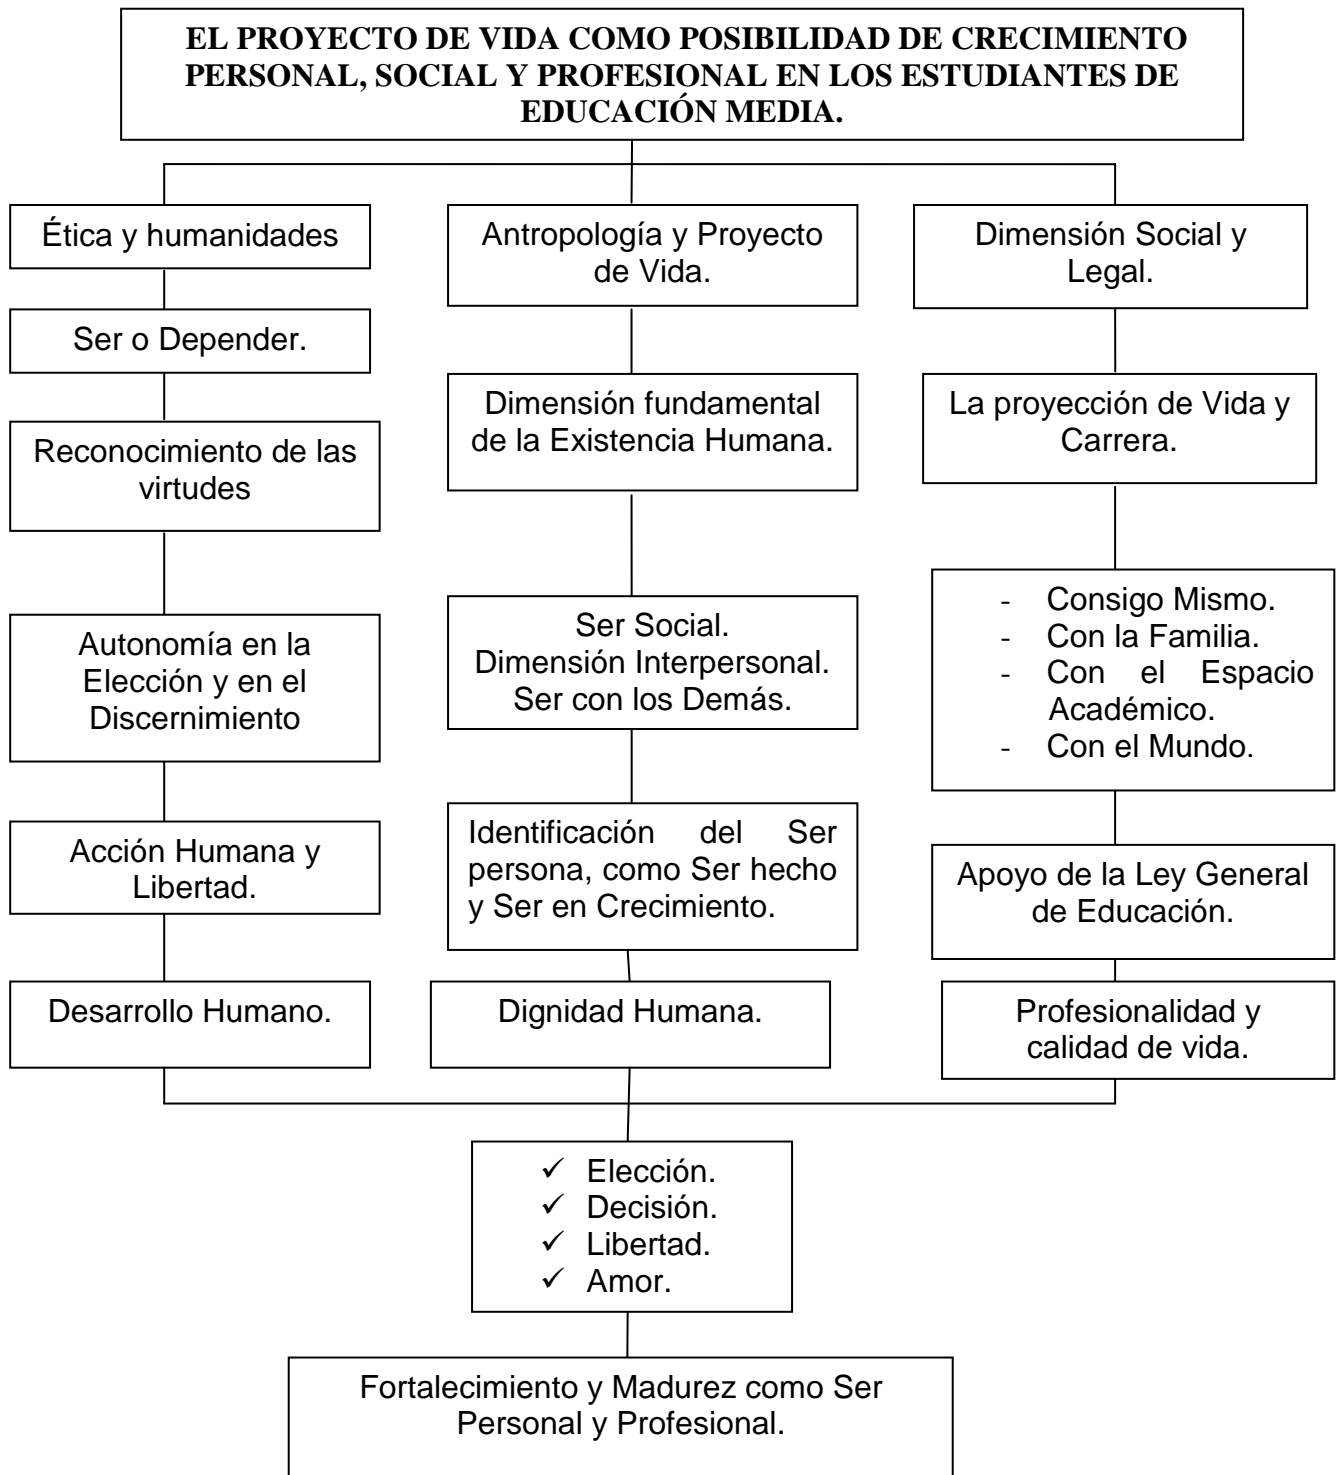 EL PROYECTO DE VIDA COMO POSIBILIDAD DE CRECIMIENTO
PERSONAL, SOCIAL Y PROFESIONAL EN LOS ESTUDIANTES DE
EDUCACIÓN MEDIA.
Ética y humanidades
Ser o Depender.
Reconocimiento de las
virtudes
Autonomía en la
Elección y en el
Discernimiento
Acción Humana y
Libertad.
Desarrollo Humano.
Antropología y Proyecto
de Vida.
Dimensión fundamental
de la Existencia Humana.
Ser Social.
Dimensión Interpersonal.
Ser con los Demás.
Identificación del Ser
persona, como Ser hecho
y Ser en Crecimiento.
Dignidad Humana.
Dimensión Social y
Legal.
La proyección de Vida y
Carrera.
- Consigo Mismo.
- Con la Familia.
- Con el Espacio
Académico.
- Con el Mundo.
Apoyo de la Ley General
de Educación.
Profesionalidad y
calidad de vida.
✓ Elección.
✓ Decisión.
✓ Libertad.
✓ Amor.
Fortalecimiento y Madurez como Ser
Personal y Profesional.